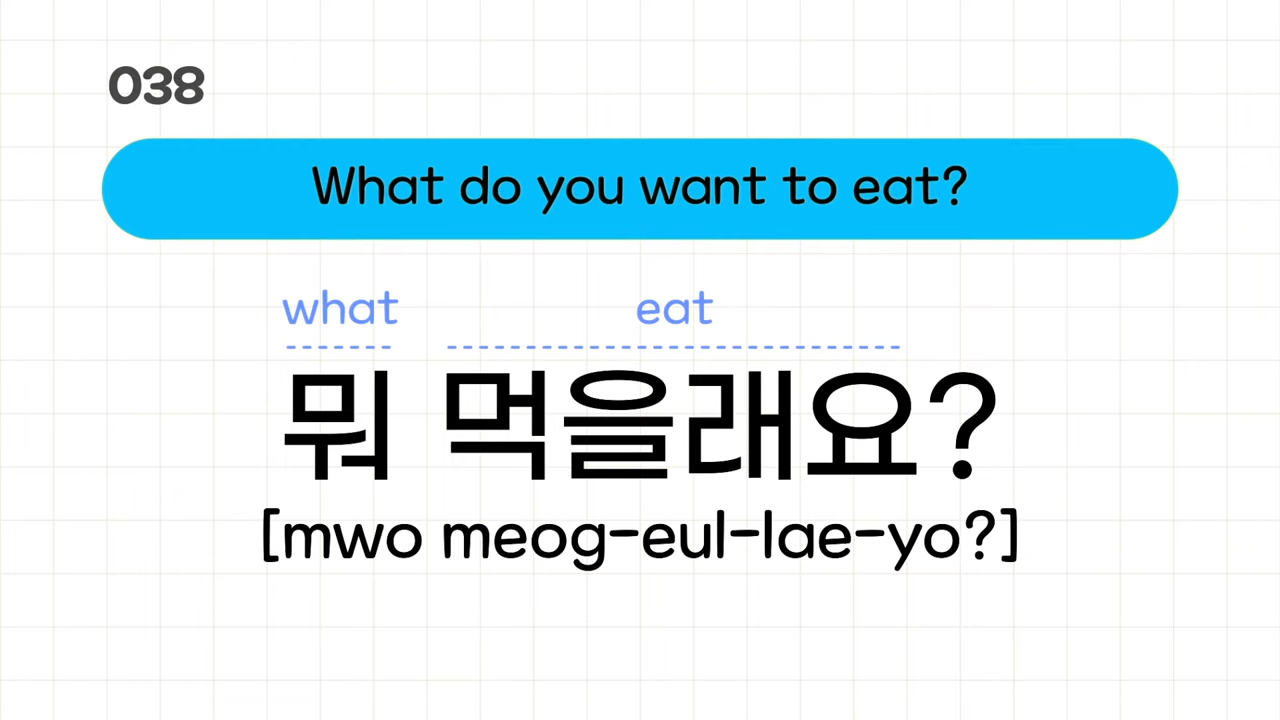 038
What do you want to eat?
what eat
뭐 먹을래요?
[mwo meog-eul-lae-yo?]